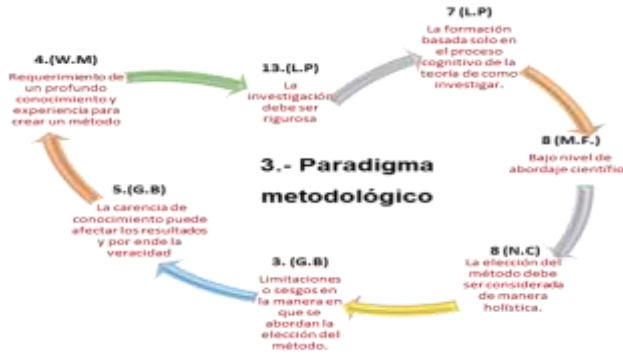 7 (L.P)
La formación
basada solo en
el proceso
cognitivo de la
teoría de como
investigar.
4.(W.M)
Requerimiento de
un profundo
conocimiento y
experiencia para
crear un método
13.(L.P)
La
investigación
debe ser
rigurosa
8 (M.F.)
Bajo nivel de
abordaje científico
3.- Paradigma
metodológico
5.(G.B)
La carencia de
conocimiento puede
afectar los resultados
y por ende la
veracidad
8 (N.C)
La elección del
método debe
ser considerada
de manera
holística.
3. (G.B)
Limitaciones
o sesgos en
la manera en
que se
abordan la
elección del
método.